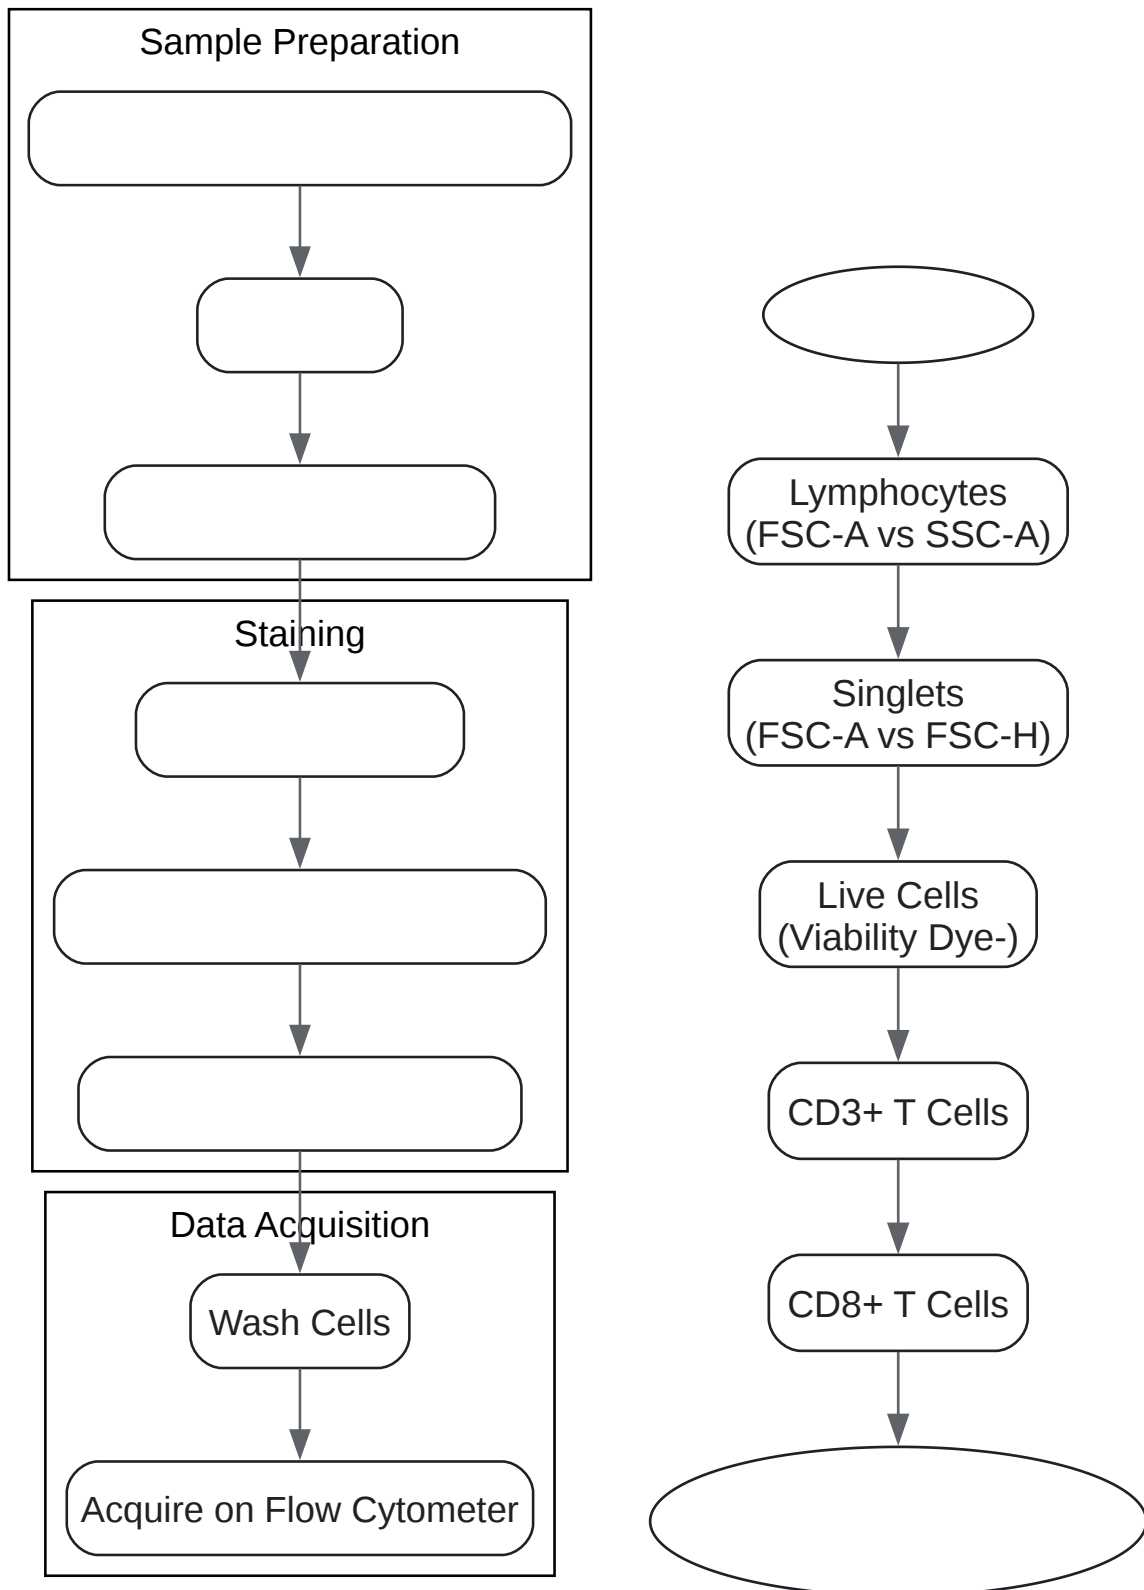 Sample Preparation
Staining
Data Acquisition
Wash Cells
Acquire on Flow Cytometer
Lymphocytes
(FSC-A vs SSC-A)
Singlets
(FSC-A vs FSC-H)
Live Cells
(Viability Dye-)
CD3+ T Cells
CD8+ T Cells